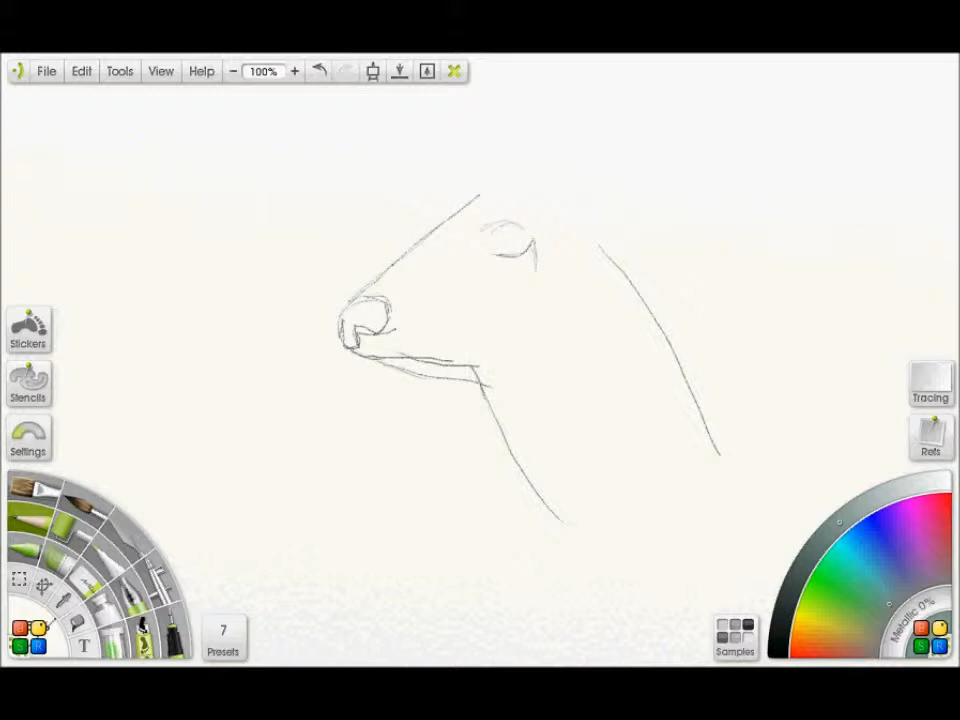 File Edit Tools View Help − 100% +
Stickers
Stencils
Settings
Tracing
Refs
T
7
Presets
Samples
Metallic 0%